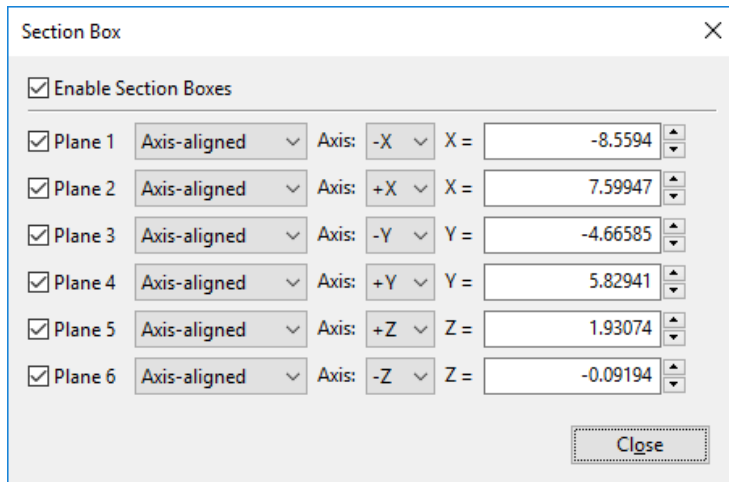 Section Box
Enable Section Boxes
Plane 1 Axis-aligned Axis: -X X = -8.5594
Plane 2 Axis-aligned Axis: +X X = 7.59947
Plane 3 Axis-aligned Axis: -Y Y = -4.66585
Plane 4 Axis-aligned Axis: +Y Y = 5.82941
Plane 5 Axis-aligned Axis: +Z Z = 1.93074
Plane 6 Axis-aligned Axis: -Z Z = -0.09194
Close